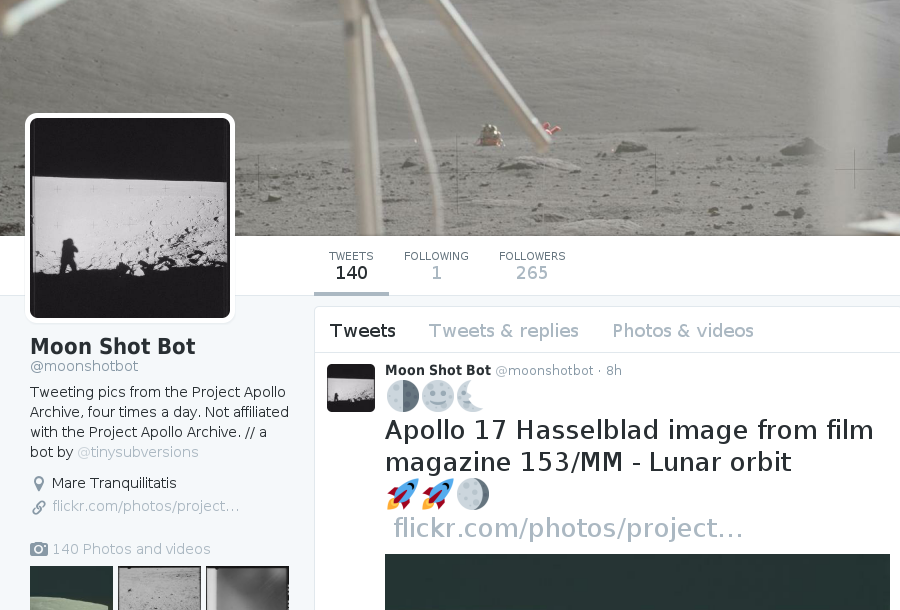 TWEETS FOLLOWING FOLLOWERS
140 1 265
Moon Shot Bot
@moonshotbot
Tweeting pics from the Project Apollo
Archive, four times a day. Not affiliated
with the Project Apollo Archive. // a
bot by @tinysubversions
Mare Tranquilitatis
flickr.com/photos/project…
140 Photos and videos
Tweets Tweets & replies Photos & videos
Moon Shot Bot @moonshotbot · 8h
🌓🌝🌜
Apollo 17 Hasselblad image from film
magazine 153/MM - Lunar orbit
🚀🚀🌖
flickr.com/photos/project…